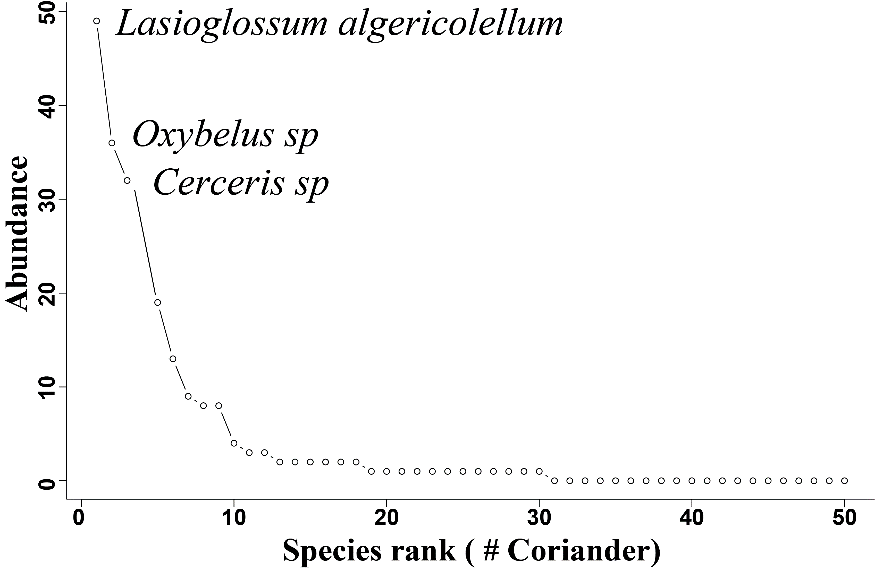 Lasioglossum algericolellum
Oxybelus sp
Cerceris sp
Abundance
50
40
30
20
10
0
0 10 20 30 40 50
Species rank ( # Coriander)